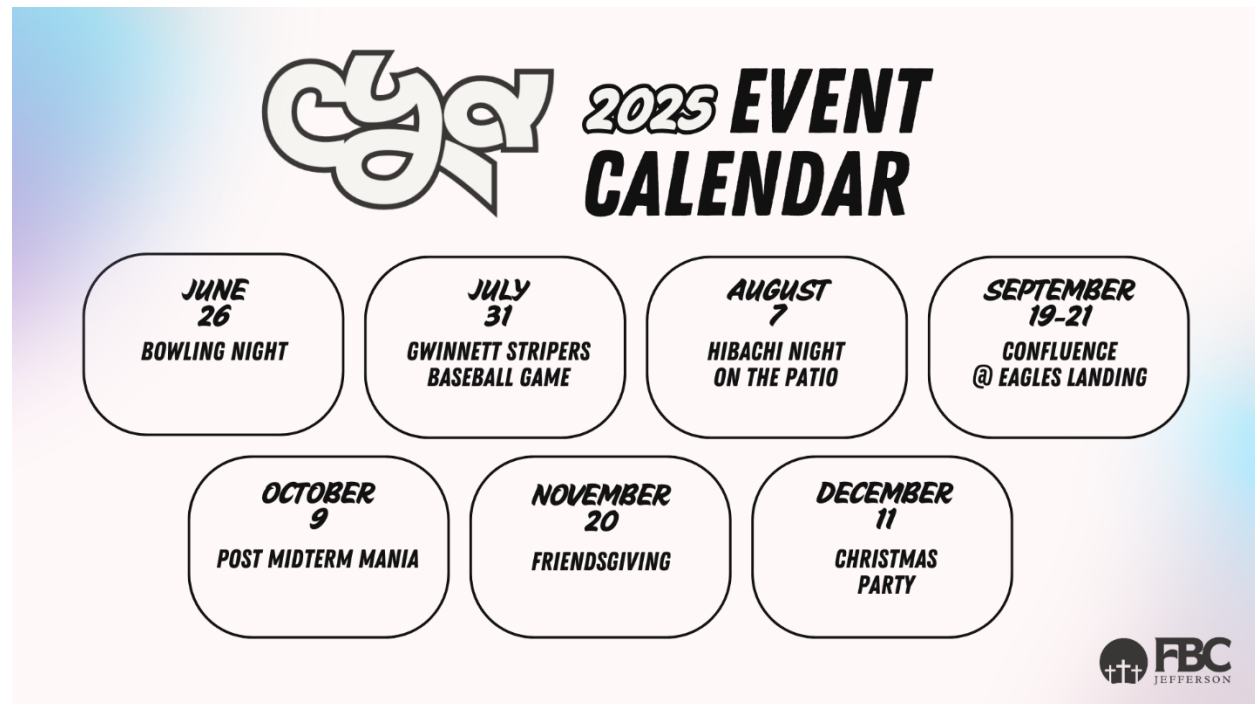 cya 2025 EVENT
CALENDAR
JUNE
26
BOWLING NIGHT
JULY
31
GWINNETT STRIPERS
BASEBALL GAME
AUGUST
7
HIBACHI NIGHT
ON THE PATIO
SEPTEMBER
19-21
CONFLUENCE
@ EAGLES LANDING
OCTOBER
9
POST MIDTERM MANIA
NOVEMBER
20
FRIENDSGIVING
DECEMBER
11
CHRISTMAS
PARTY
FBC
JEFFERSON